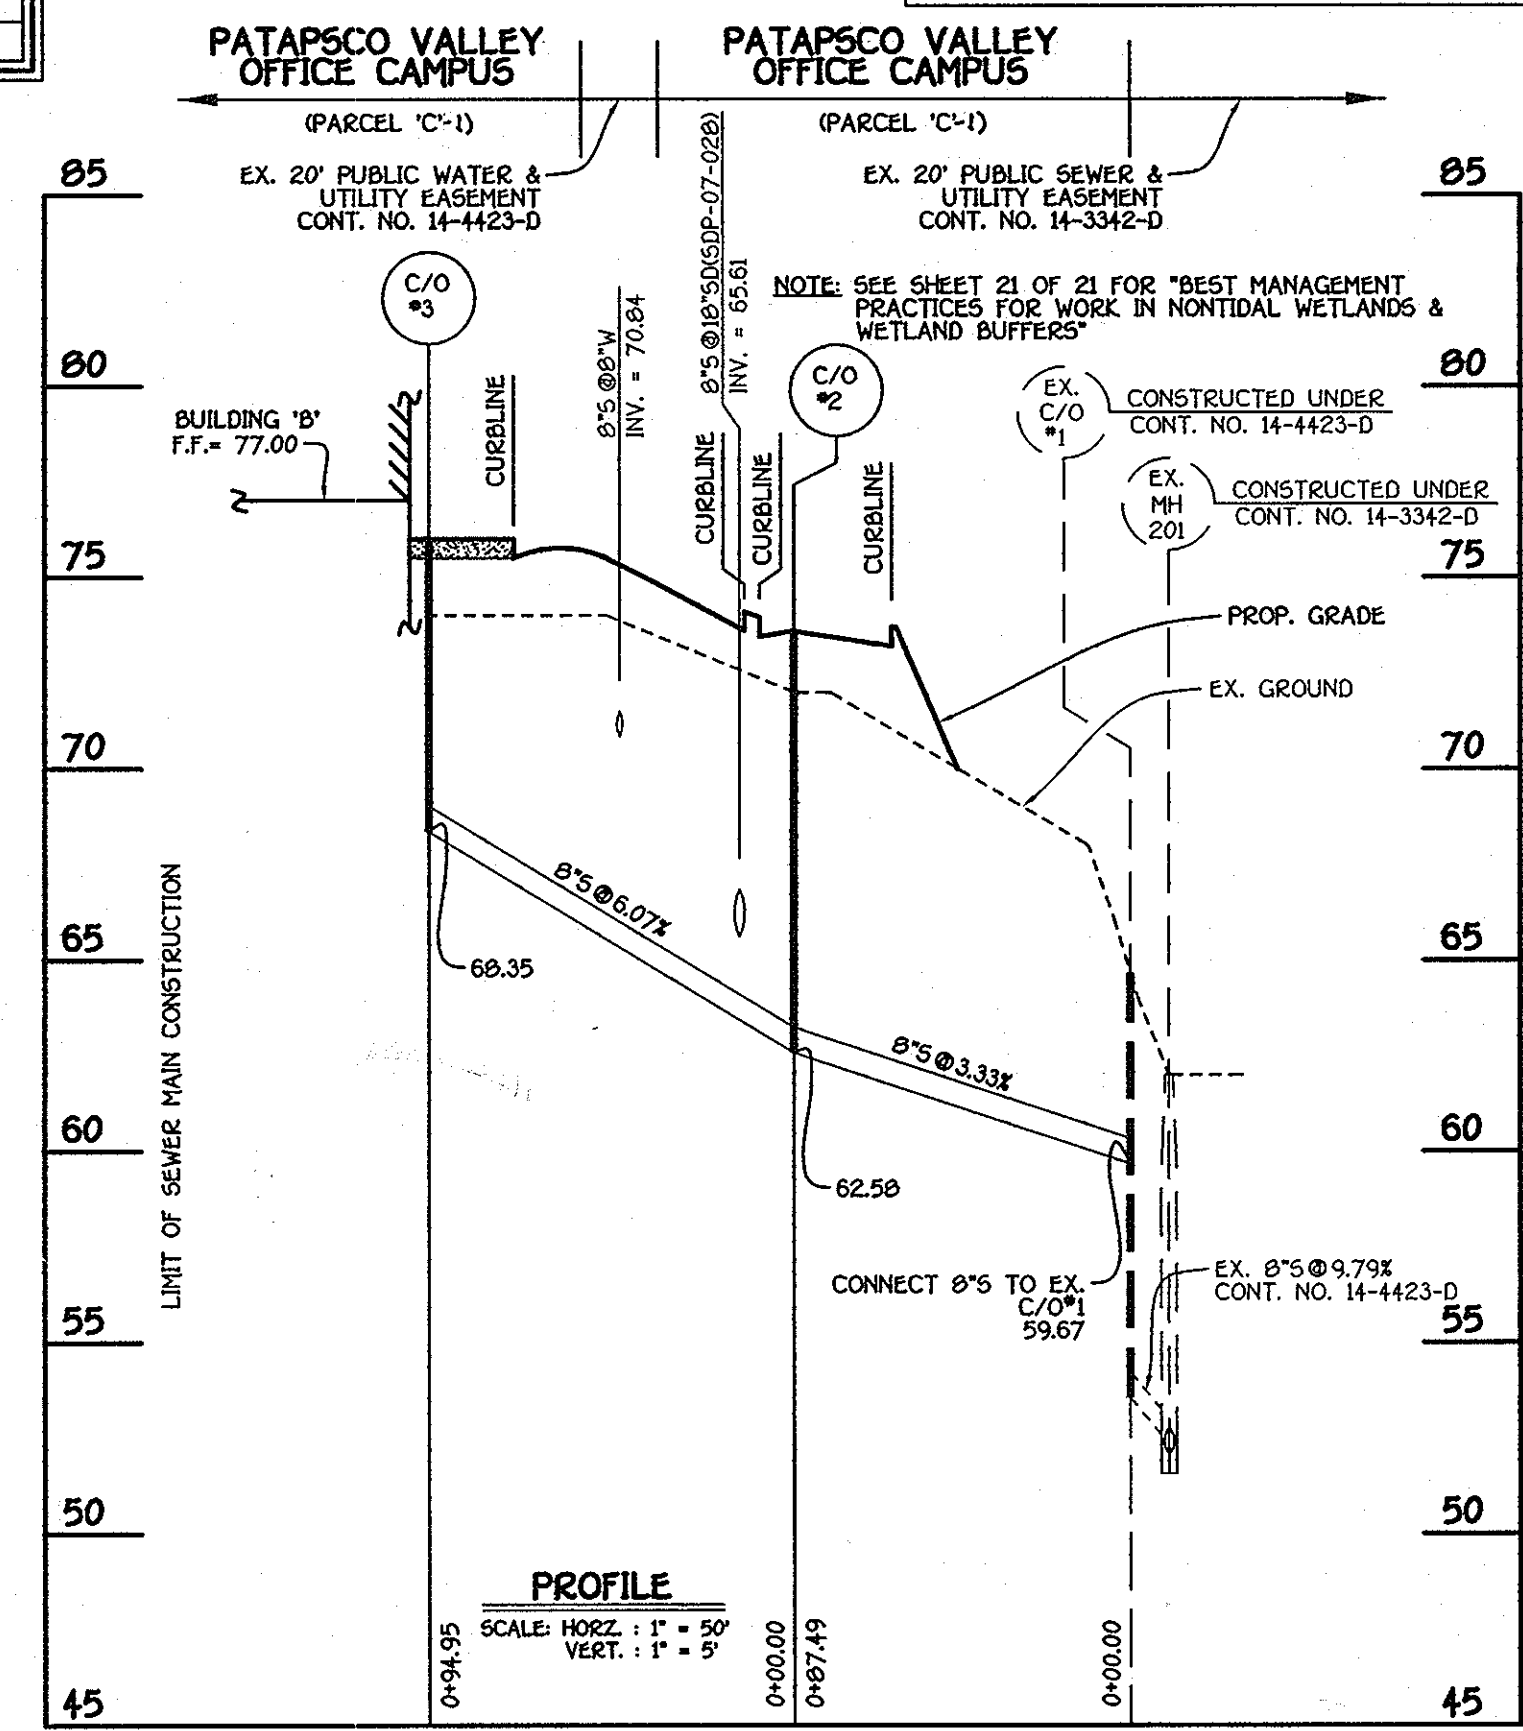 PATAPSCO VALLEY
OFFICE CAMPUS
(PARCEL 'C'-1)
PATAPSCO VALLEY
OFFICE CAMPUS
(PARCEL 'C'-1)
EX. 20' PUBLIC WATER &
UTILITY EASEMENT
CONT. NO. 14-4423-D
EX. 20' PUBLIC SEWER &
UTILITY EASEMENT
CONT. NO. 14-3342-D
NOTE: SEE SHEET 21 OF 21 FOR "BEST MANAGEMENT
PRACTICES FOR WORK IN NONTIDAL WETLANDS &
WETLAND BUFFERS"
85
80
75
70
65
60
55
50
45
85
80
75
70
65
60
55
50
45
C/O
#3
8"S @8"W
INV. = 70.84
8"S @18"SD(SDP-07-028)
INV. = 65.61
C/O
#2
EX.
C/O
#1
CONSTRUCTED UNDER
CONT. NO. 14-4423-D
EX.
MH
201
CONSTRUCTED UNDER
CONT. NO. 14-3342-D
BUILDING 'B'
F.F.= 77.00
CURBLINE
CURBLINE
CURBLINE
CURBLINE
PROP. GRADE
EX. GROUND
8"S @ 6.07%
68.35
8"S @ 3.33%
62.58
LIMIT OF SEWER MAIN CONSTRUCTION
CONNECT 8"S TO EX.
C/O#1
59.67
EX. 8"S @ 9.79%
CONT. NO. 14-4423-D
PROFILE
SCALE: HORZ. : 1" = 50'
VERT. : 1" = 5'
0+94.95
0+00.00
0+87.49
0+00.00